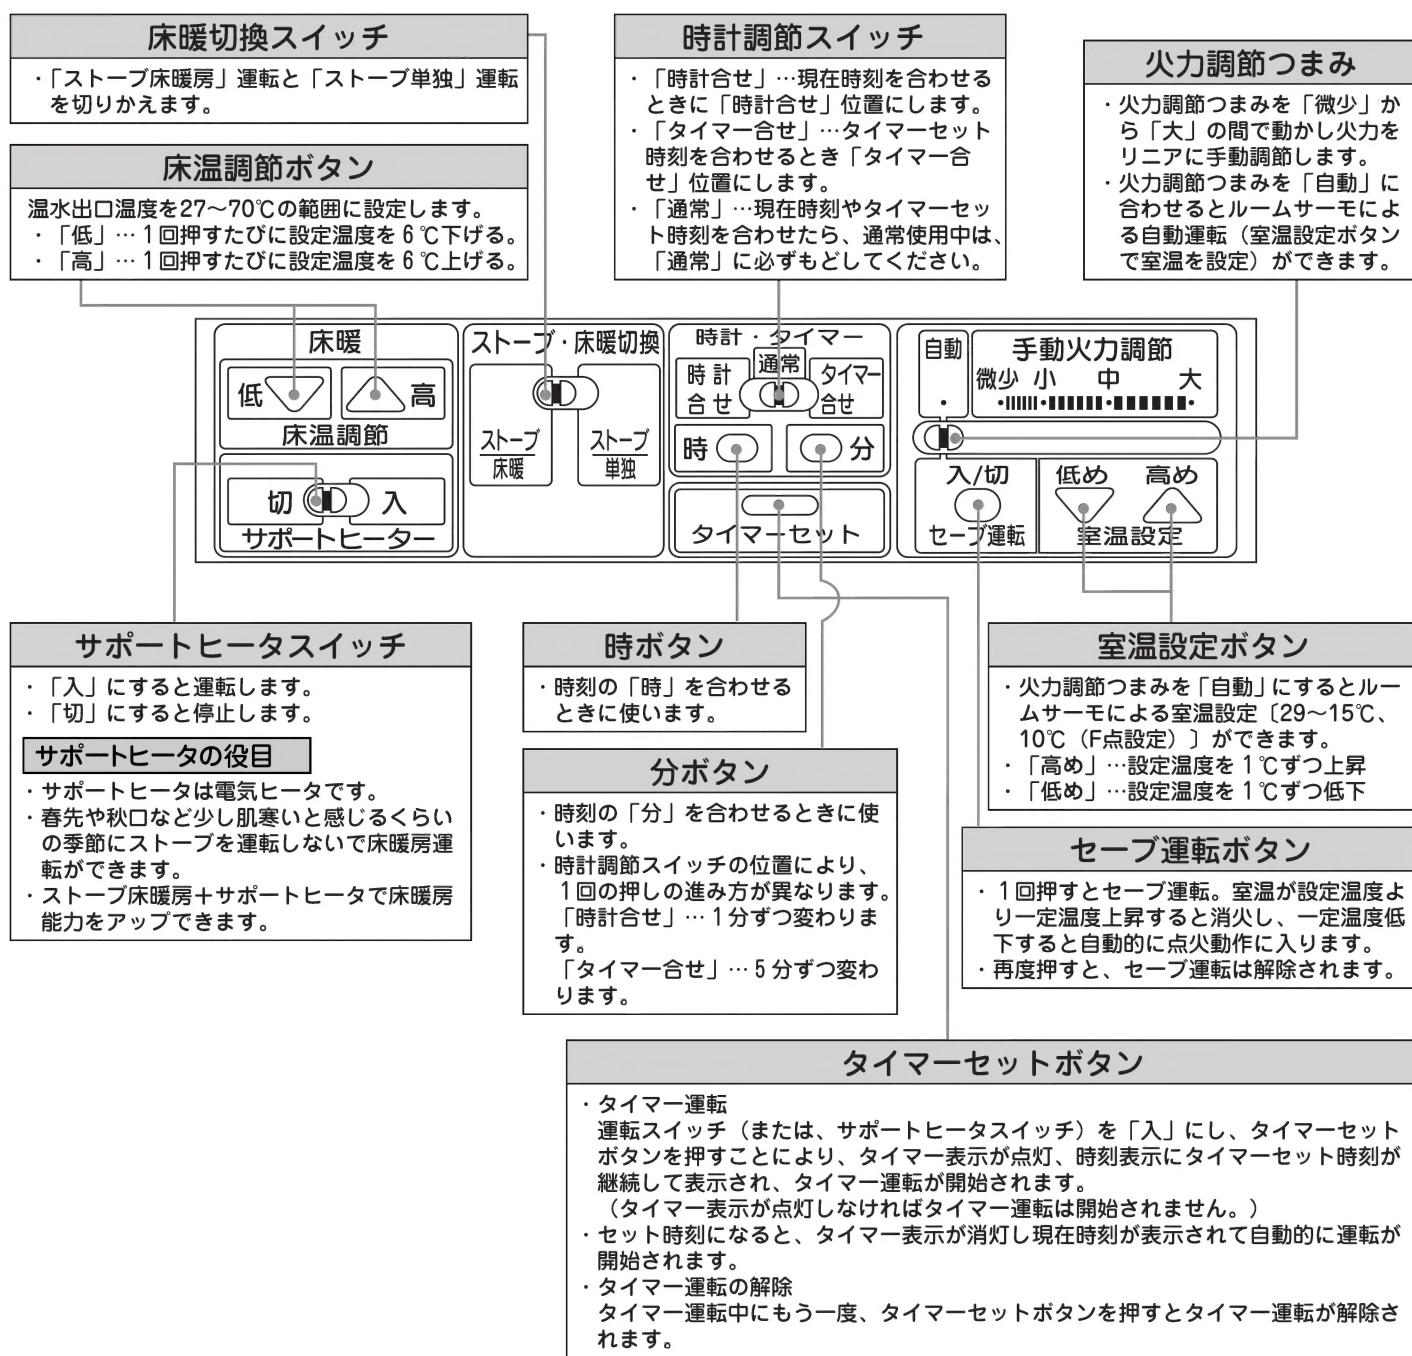 床暖切換スイッチ
・「ストーブ床暖房」運転と「ストーブ単独」運転
を切りかえます。
床温調節ボタン
温水出口温度を27～70℃の範囲に設定します。
・「低」…1回押すたびに設定温度を6℃下げる。
・「高」…1回押すたびに設定温度を6℃上げる。
時計調節スイッチ
・「時計合せ」…現在時刻を合わせる
ときに「時計合せ」位置にします。
・「タイマー合せ」…タイマーセット
時刻を合わせるとき「タイマー合
せ」位置にします。
・「通常」…現在時刻やタイマーセッ
ト時刻を合わせたら、通常使用中は、
「通常」に必ずもどしてください。
火力調節つまみ
・火力調節つまみを「微少」か
ら「大」の間で動かし火力を
リニアに手動調節します。
・火力調節つまみを「自動」に
合わせるとルームサーモによ
る自動運転（室温設定ボタン
で室温を設定）ができます。
床暖
低 高
床温調節
切 入
サポートヒーター
ストーブ・床暖切換
ストーブ
床暖
ストーブ
単独
時計・タイマー
時計
合せ
通常
タイマー
合せ
時 分
タイマーセット
自動
手動火力調節
微少 小 中 大
入/切
セーブ運転
低め 高め
室温設定
サポートヒータスイッチ
・「入」にすると運転します。
・「切」にすると停止します。
サポートヒータの役目
・サポートヒータは電気ヒータです。
・春先や秋口など少し肌寒いと感じるくらい
の季節にストーブを運転しないで床暖房運
転ができます。
・ストーブ床暖房＋サポートヒータで床暖房
能力をアップできます。
時ボタン
・時刻の「時」を合わせる
ときに使います。
分ボタン
・時刻の「分」を合わせるときに使
います。
・時計調節スイッチの位置により、
1回の押しの進み方が異なります。
「時計合せ」…1分ずつ変わりま
す。
「タイマー合せ」…5分ずつ変わ
ります。
室温設定ボタン
・火力調節つまみを「自動」にするとルー
ムサーモによる室温設定〔29～15℃、
10℃（F点設定）〕ができます。
・「高め」…設定温度を1℃ずつ上昇
・「低め」…設定温度を1℃ずつ低下
セーブ運転ボタン
・1回押すとセーブ運転。室温が設定温度よ
り一定温度上昇すると消火し、一定温度低
下すると自動的に点火動作に入ります。
・再度押すと、セーブ運転は解除されます。
タイマーセットボタン
・タイマー運転
運転スイッチ（または、サポートヒータスイッチ）を「入」にし、タイマーセット
ボタンを押すことにより、タイマー表示が点灯、時刻表示にタイマーセット時刻が
継続して表示され、タイマー運転が開始されます。
（タイマー表示が点灯しなければタイマー運転は開始されません。）
・セット時刻になると、タイマー表示が消灯し現在時刻が表示されて自動的に運転が
開始されます。
・タイマー運転の解除
タイマー運転中にもう一度、タイマーセットボタンを押すとタイマー運転が解除さ
れます。